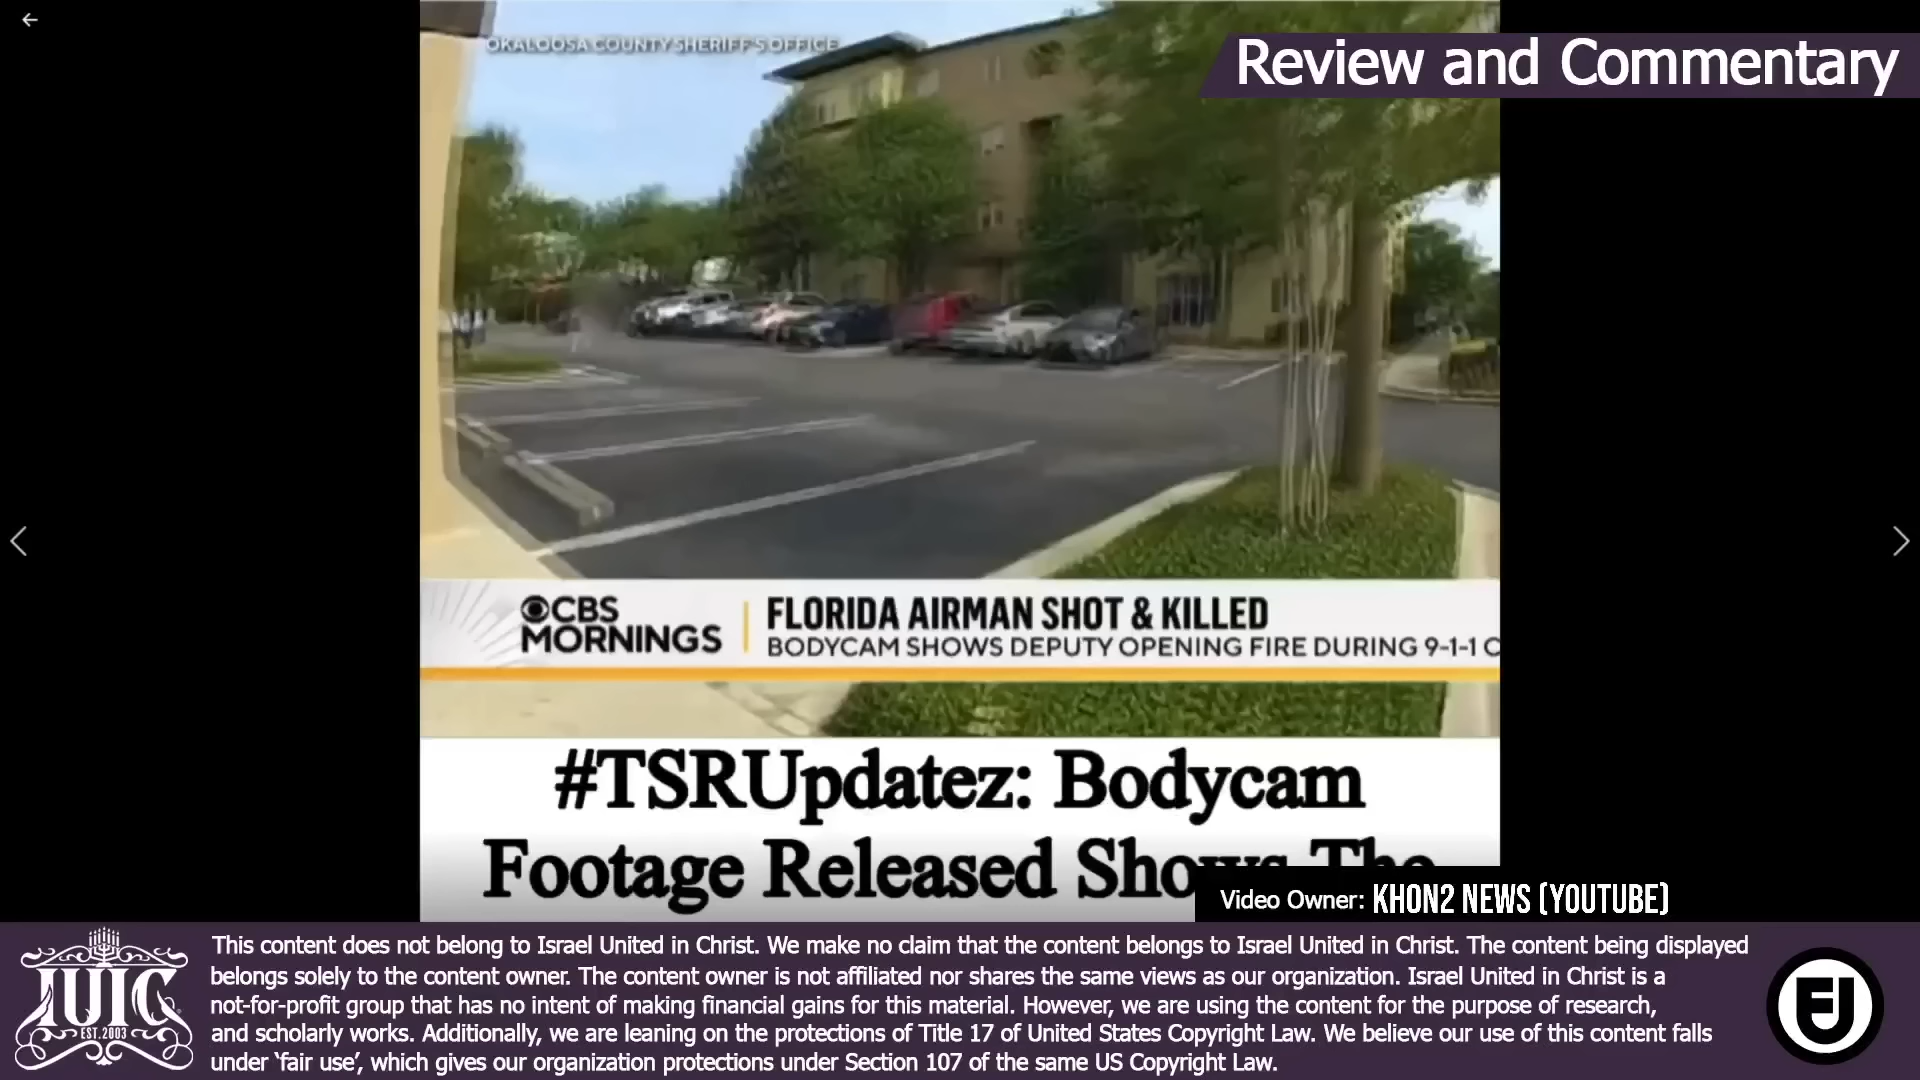 OKALOOSA COUNTY SHERIFF'S OFFICE
Review and Commentary
CBS
MORNINGS
FLORIDA AIRMAN SHOT & KILLED
BODYCAM SHOWS DEPUTY OPENING FIRE DURING 9-1-1 C
#TSRUpdatez: Bodycam
Footage Released Shows The
Video Owner: KHON2 NEWS (YOUTUBE)
This content does not belong to Israel United in Christ. We make no claim that the content belongs to Israel United in Christ. The content being displayed
belongs solely to the content owner. The content owner is not affiliated nor shares the same views as our organization. Israel United in Christ is a
not-for-profit group that has no intent of making financial gains for this material. However, we are using the content for the purpose of research,
and scholarly works. Additionally, we are leaning on the protections of Title 17 of United States Copyright Law. We believe our use of this content falls
under 'fair use', which gives our organization protections under Section 107 of the same US Copyright Law.
IUIC
EST. 2003